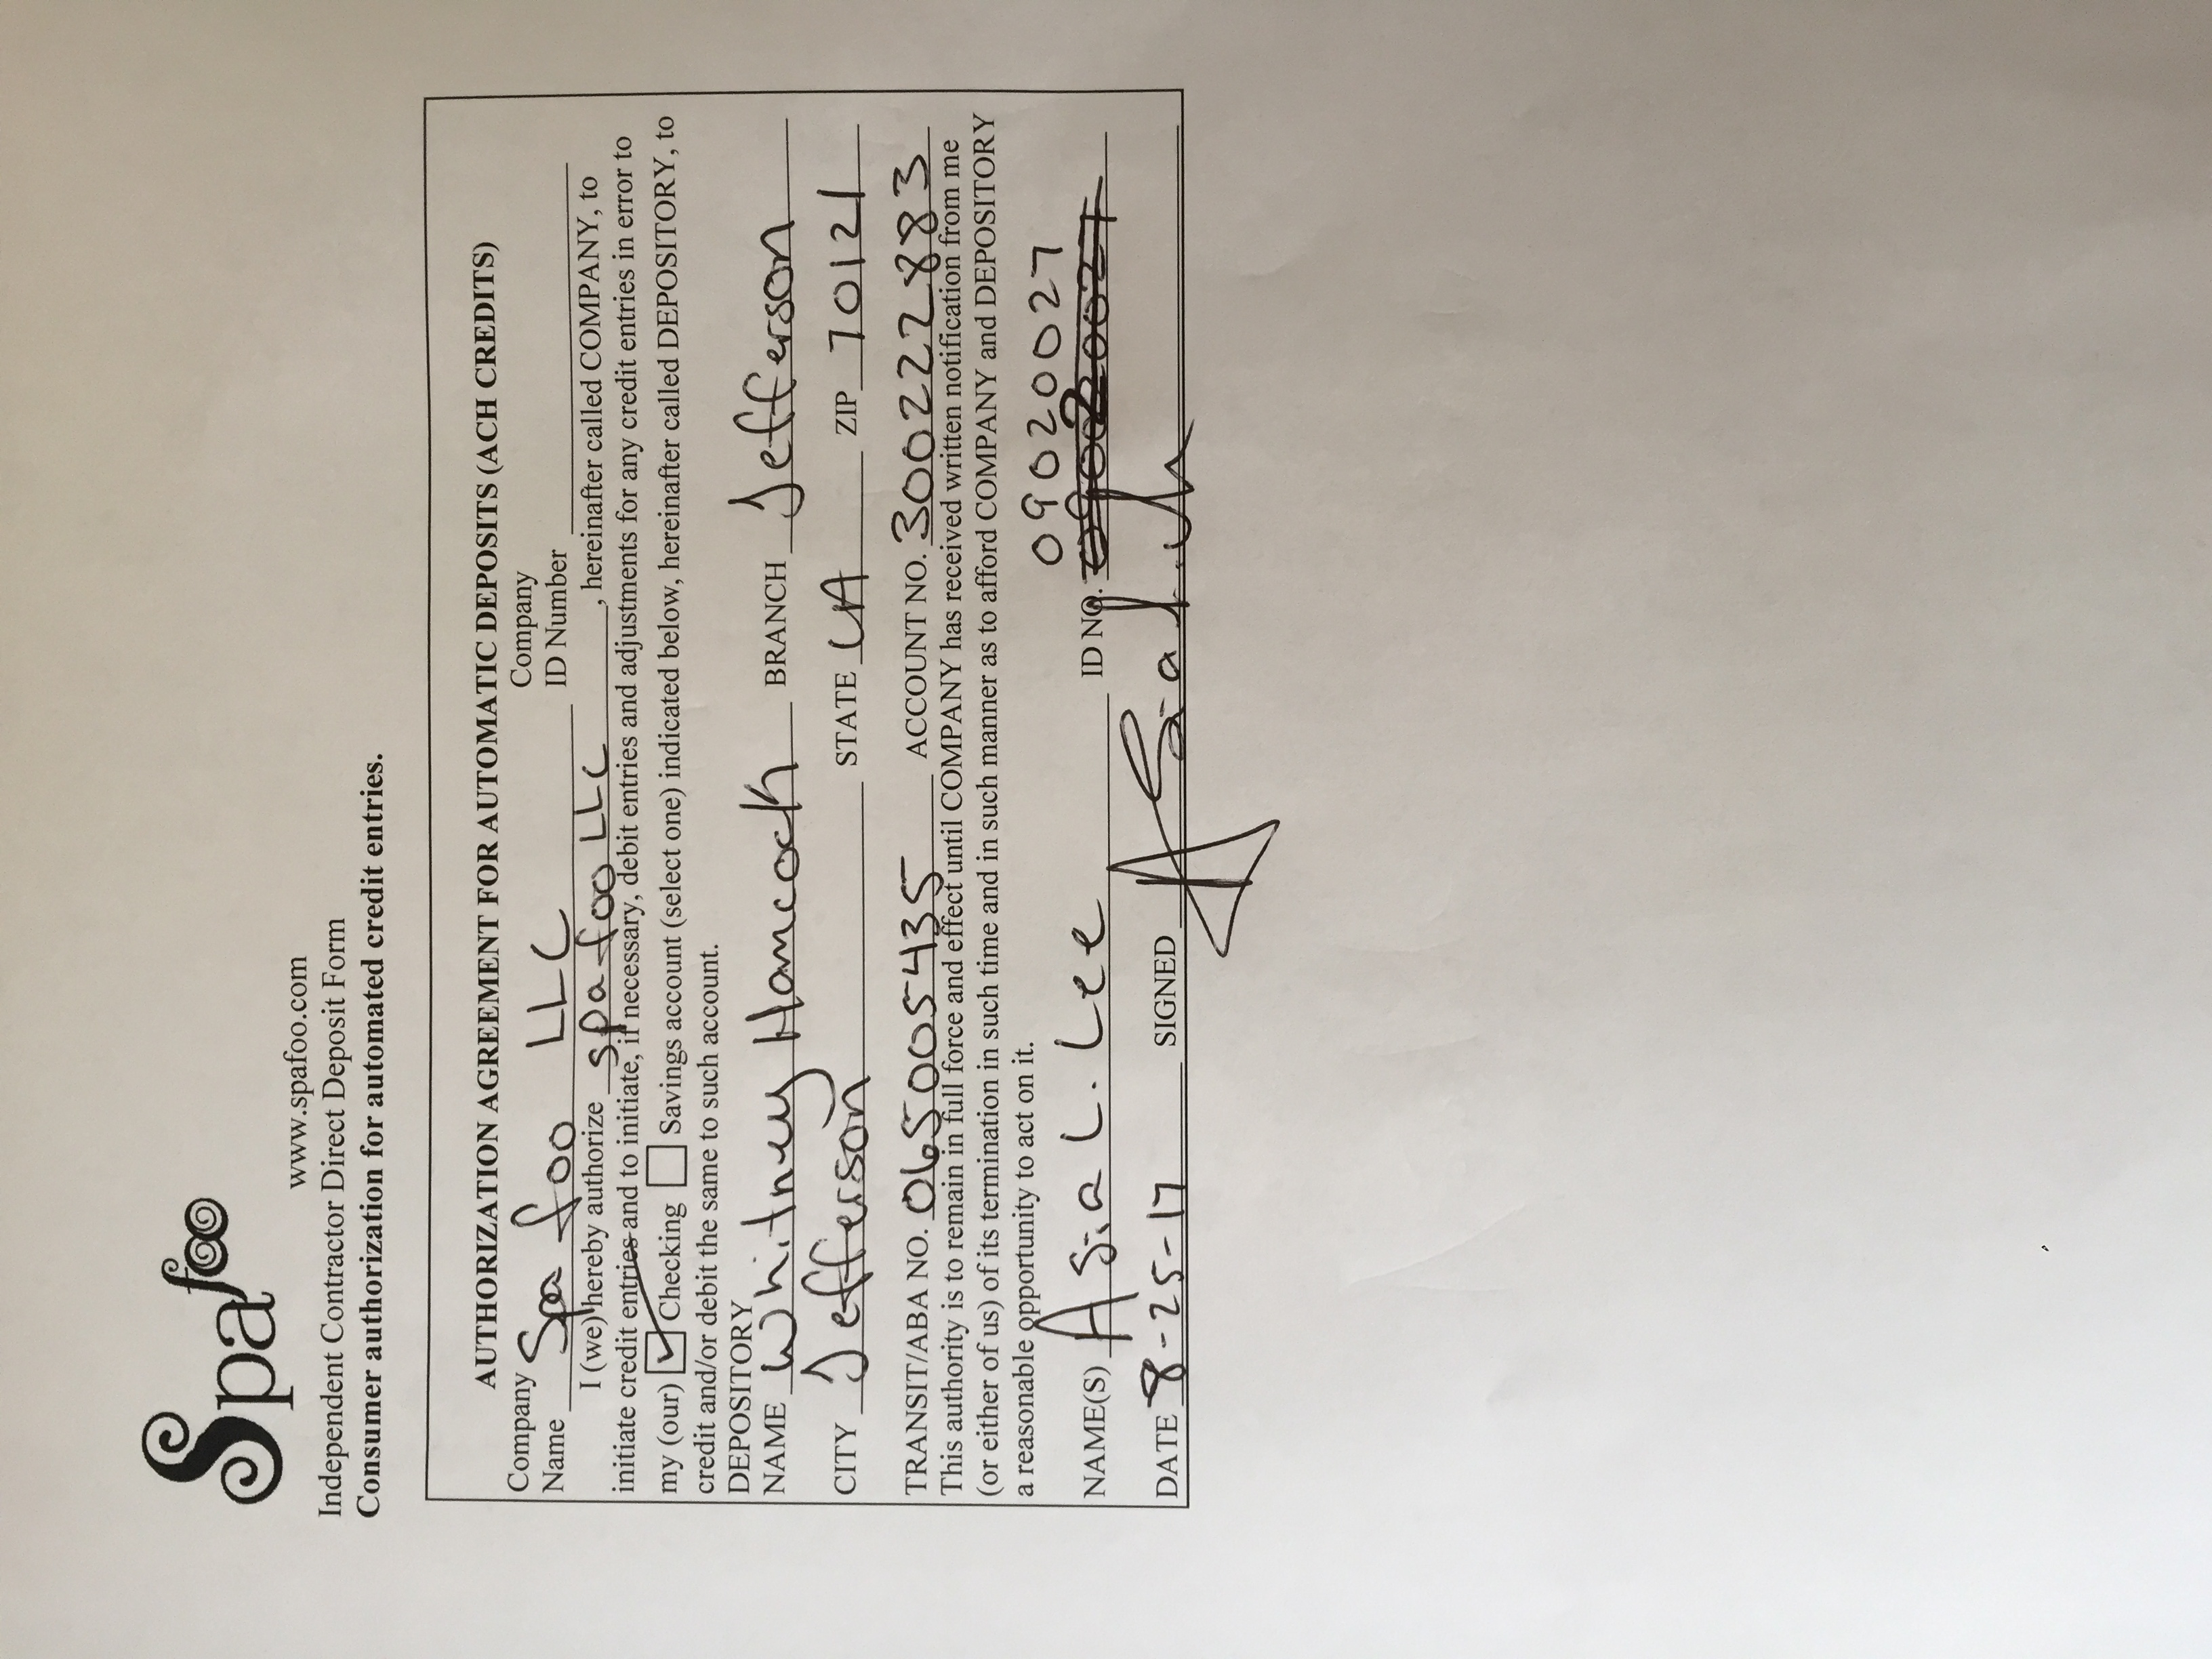 Spa foo
www.spafoo.com
Independent Contractor Direct Deposit Form
Consumer authorization for automated credit entries.
AUTHORIZATION AGREEMENT FOR AUTOMATIC DEPOSITS (ACH CREDITS)
Company Name Spa foo LLC Company ID Number
I (we) hereby authorize spa foo LLC, hereinafter called COMPANY, to
initiate credit entries and to initiate, if necessary, debit entries and adjustments for any credit entries in error to
my (our) ✓ Checking Savings account (select one) indicated below, hereinafter called DEPOSITORY, to
credit and/or debit the same to such account.
DEPOSITORY
NAME Whitney Hancock BRANCH Jefferson
CITY Jefferson STATE LA ZIP 70121
TRANSIT/ABA NO. 065005435 ACCOUNT NO. 300222883
This authority is to remain in full force and effect until COMPANY has received written notification from me
(or either of us) of its termination in such time and in such manner as to afford COMPANY and DEPOSITORY
a reasonable opportunity to act on it.
09020027
NAME(S) Asia L. Lee ID NO.
DATE 8-25-17 SIGNED Asia L.